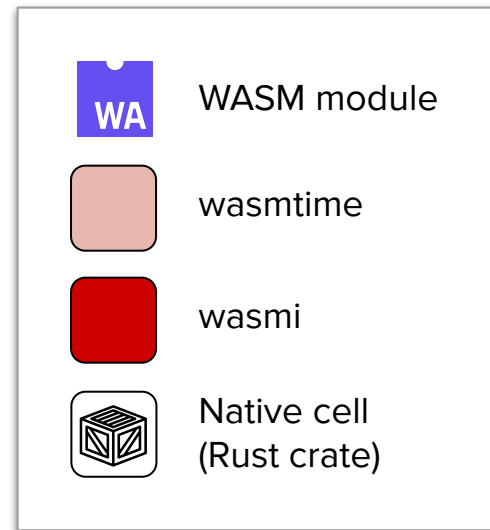 WA
WASM module
wasmtime
wasmi
Native cell
(Rust crate)